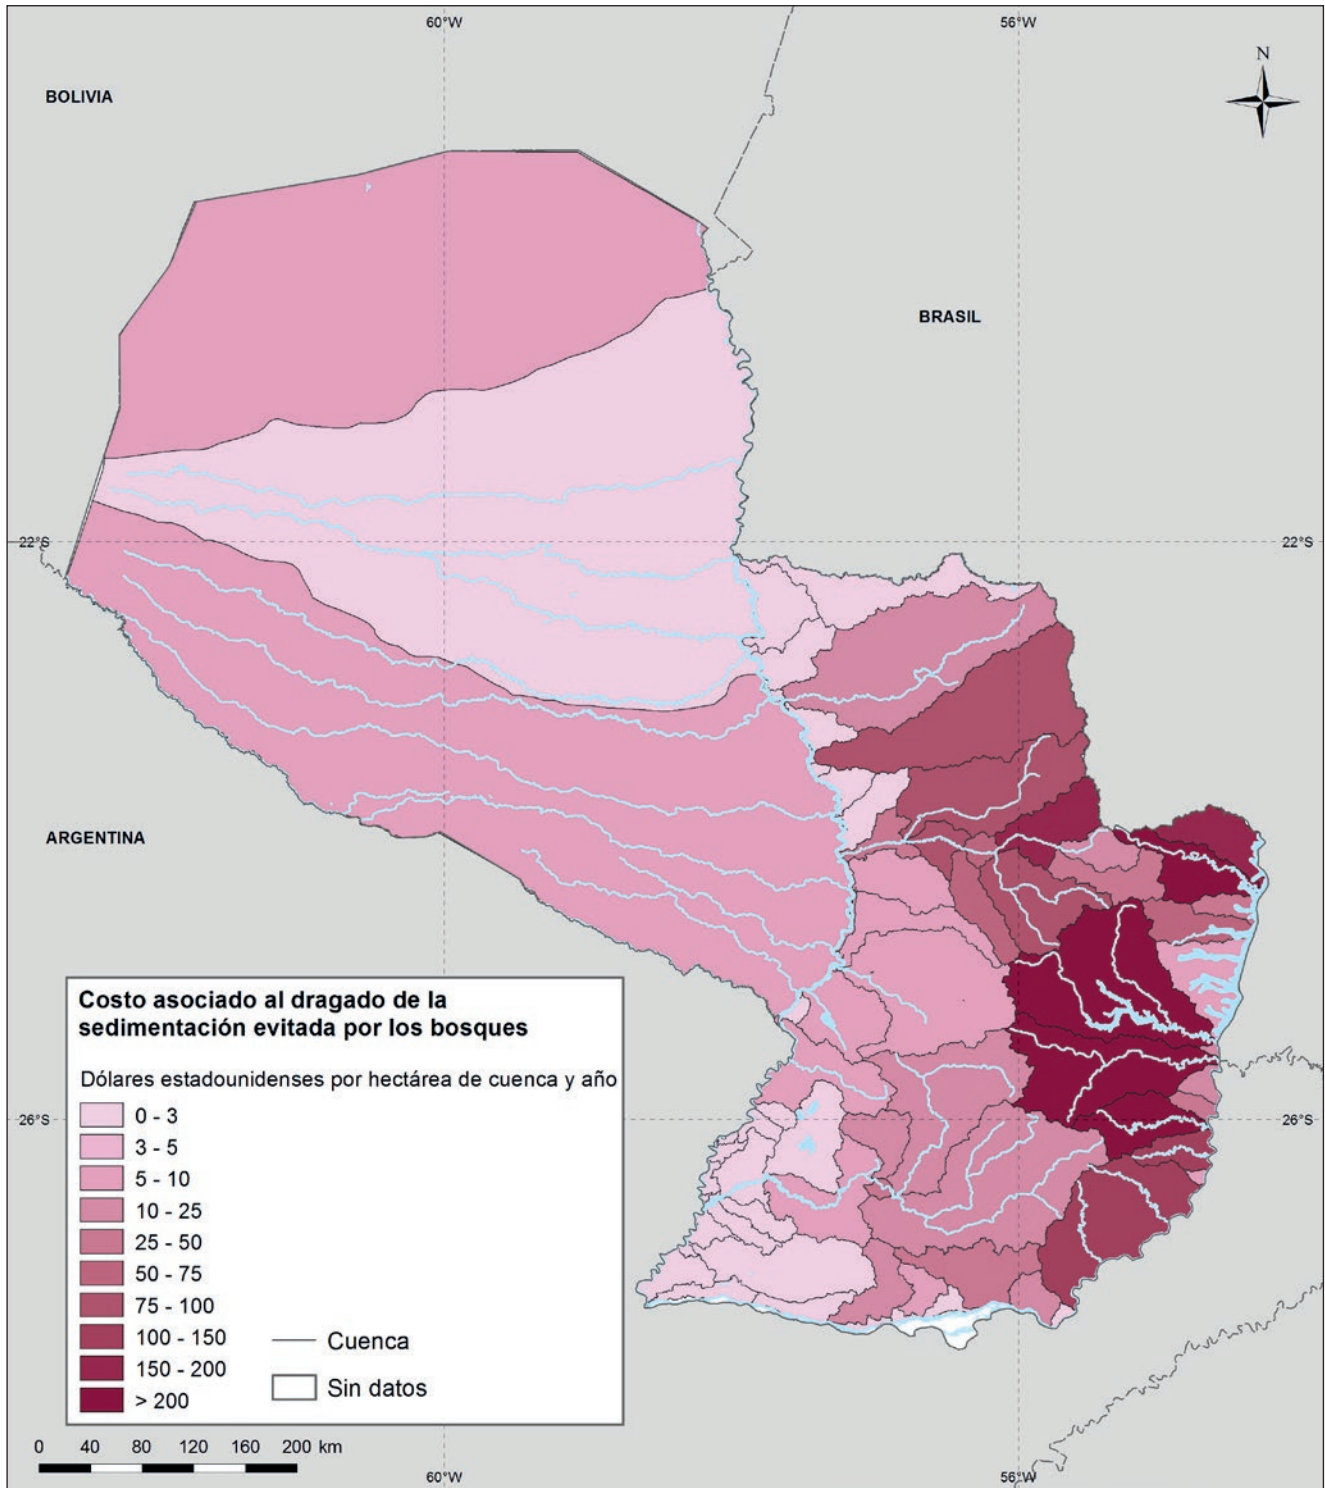 60°W
56°W
N
BOLIVIA
BRASIL
22°S
22°S
ARGENTINA
Costo asociado al dragado de la
sedimentación evitada por los bosques
Dólares estadounidenses por hectárea de cuenca y año
0 - 3
3 - 5
5 - 10
10 - 25
25 - 50
50 - 75
75 - 100
100 - 150
150 - 200
> 200
Cuenca
Sin datos
26°S
26°S
0 40 80 120 160 200 km
60°W
56°W